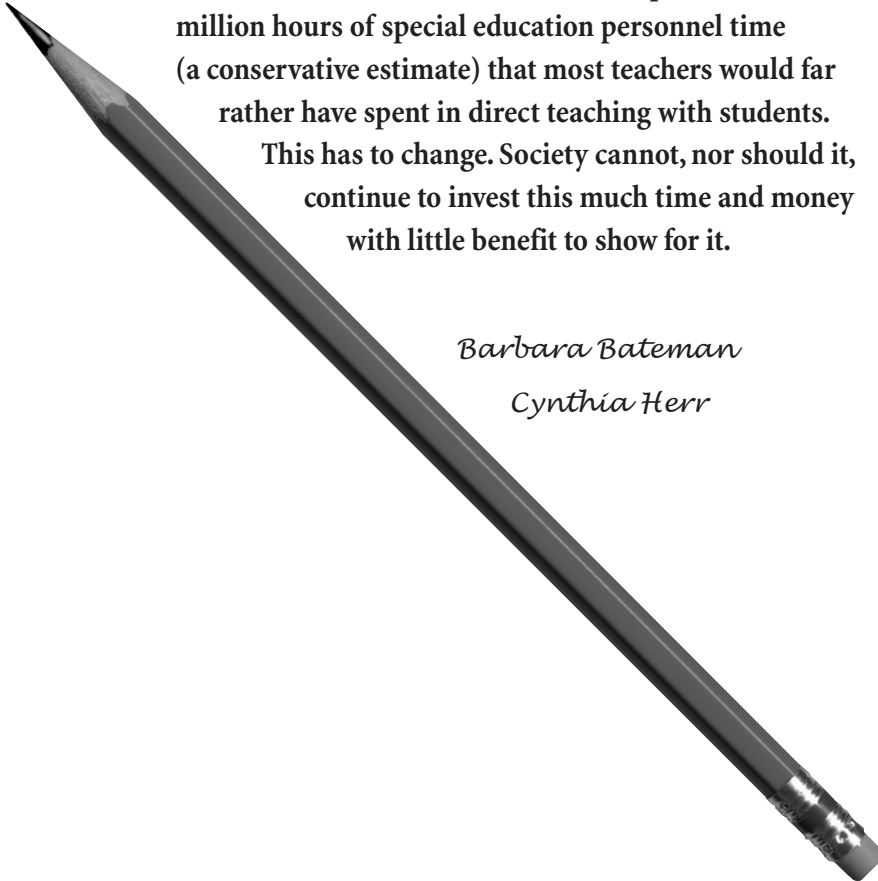 million hours of special education personnel time
(a conservative estimate) that most teachers would far
rather have spent in direct teaching with students.
This has to change. Society cannot, nor should it,
continue to invest this much time and money
with little benefit to show for it.
Barbara Bateman
Cynthia Herr